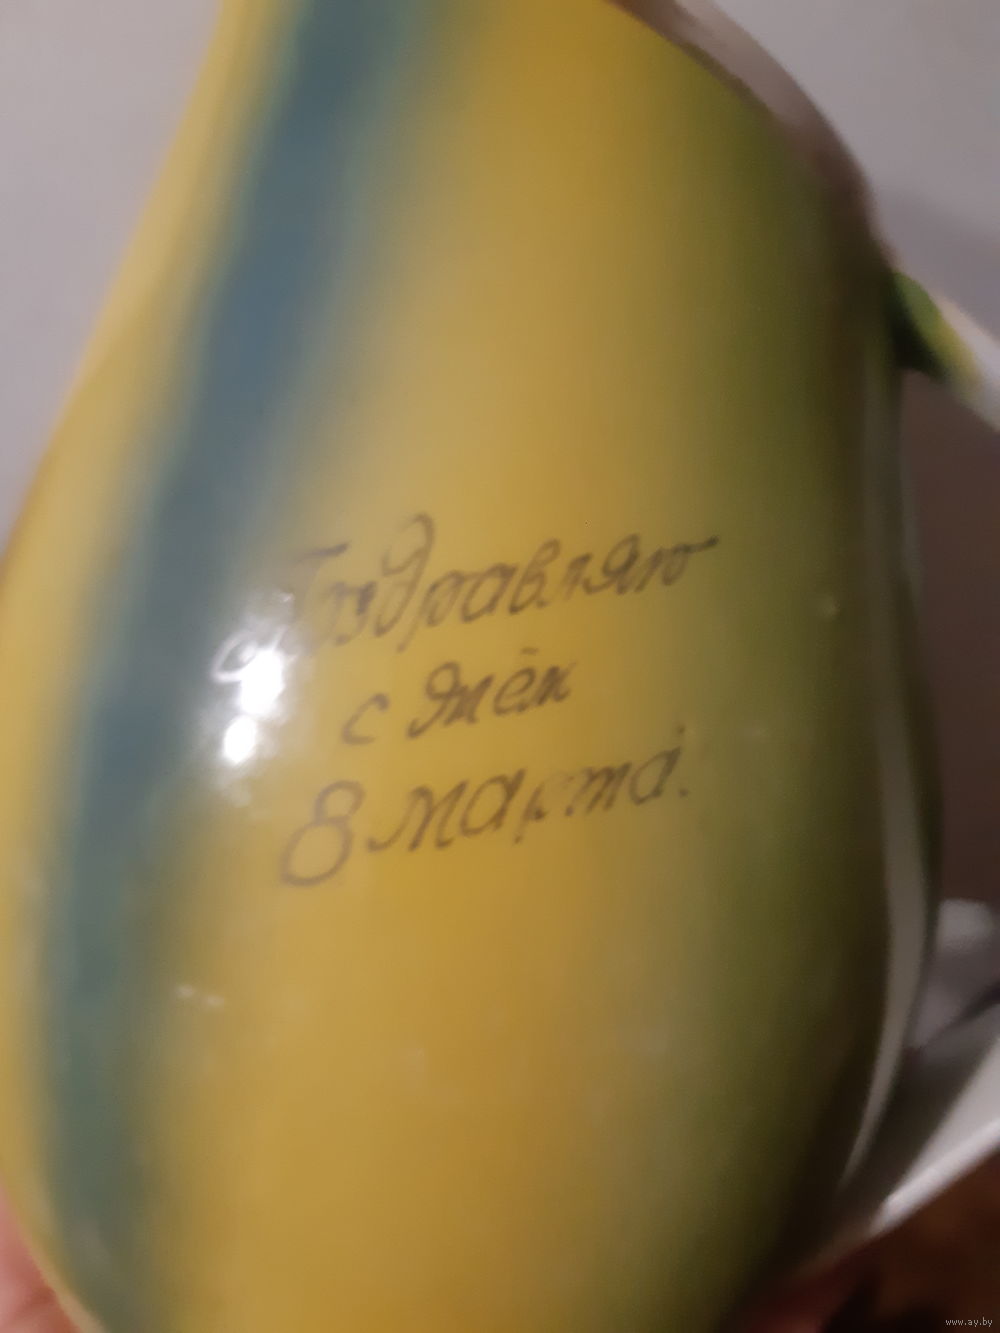 Поздравляю
с днём
8 марта.
www.ay.by